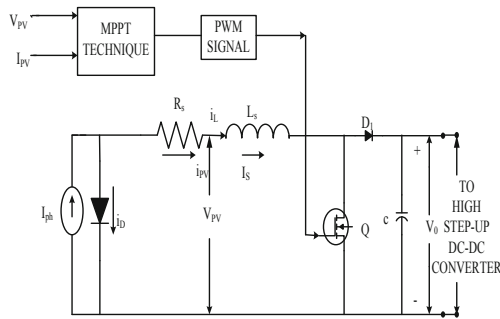 V_PV
I_PV
MPPT
TECHNIQUE
PWM
SIGNAL
R_s
i_L
L_s
D_1
i_PV
I_S
I_ph
i_D
V_PV
Q
c
+
-
V_0
TO
HIGH
STEP-UP
DC-DC
CONVERTER